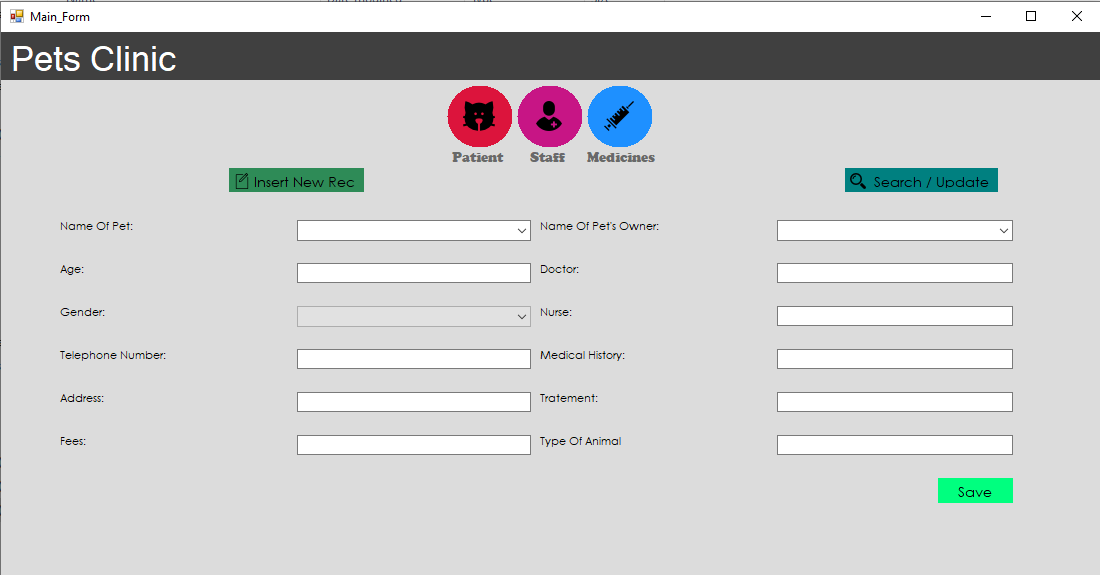 Main_Form
Pets Clinic
Patient Staff Medicines
Insert New Rec Search / Update
Name Of Pet: Name Of Pet's Owner:
Age: Doctor:
Gender: Nurse:
Telephone Number: Medical History:
Address: Tratement:
Fees: Type Of Animal
Save